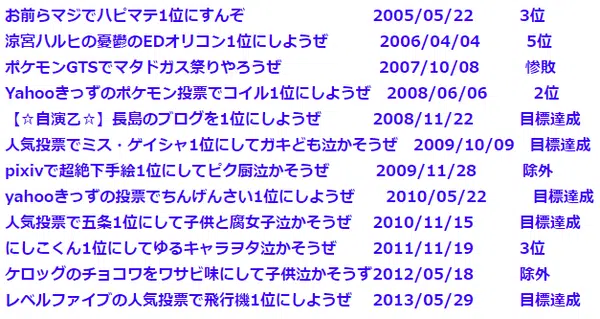 お前らマジでハピマテ1位にすんぞ 2005/05/22 3位
涼宮ハルヒの憂鬱のEDオリコン1位にしようぜ 2006/04/04 5位
ポケモンGTSでマタドガス祭りやろうぜ 2007/10/08 惨敗
Yahooきっずのポケモン投票でコイル1位にしようぜ 2008/06/06 2位
【☆自演乙☆】長島のブログを1位にしようぜ 2008/11/22 目標達成
人気投票でミス・ゲイシャ1位にしてガキども泣かそうぜ 2009/10/09 目標達成
pixivで超絶下手絵1位にしてピク厨泣かそうぜ 2009/11/28 除外
yahooきっずの投票でちんげんさい1位にしようぜ 2010/05/22 目標達成
人気投票で五条1位にして子供と腐女子泣かそうぜ 2010/11/15 目標達成
にしこくん1位にしてゆるキャラヲタ泣かそうぜ 2011/11/19 3位
ケロッグのチョコワをワサビ味にして子供泣かそうず2012/05/18 除外
レベルファイブの人気投票で飛行機1位にしようぜ 2013/05/29 目標達成